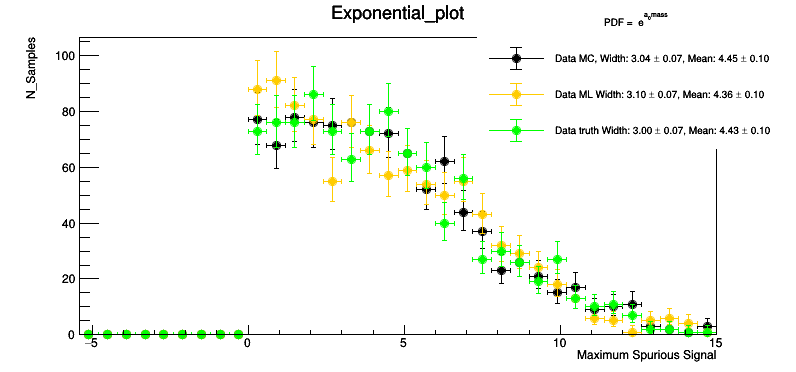 Exponential_plot
PDF = e^{a_0 mass}
Data MC, Width: 3.04 ± 0.07, Mean: 4.45 ± 0.10
Data ML Width: 3.10 ± 0.07, Mean: 4.36 ± 0.10
Data truth Width: 3.00 ± 0.07, Mean: 4.43 ± 0.10
N_Samples
100
80
60
40
20
0
−5 0 5 10 15
Maximum Spurious Signal